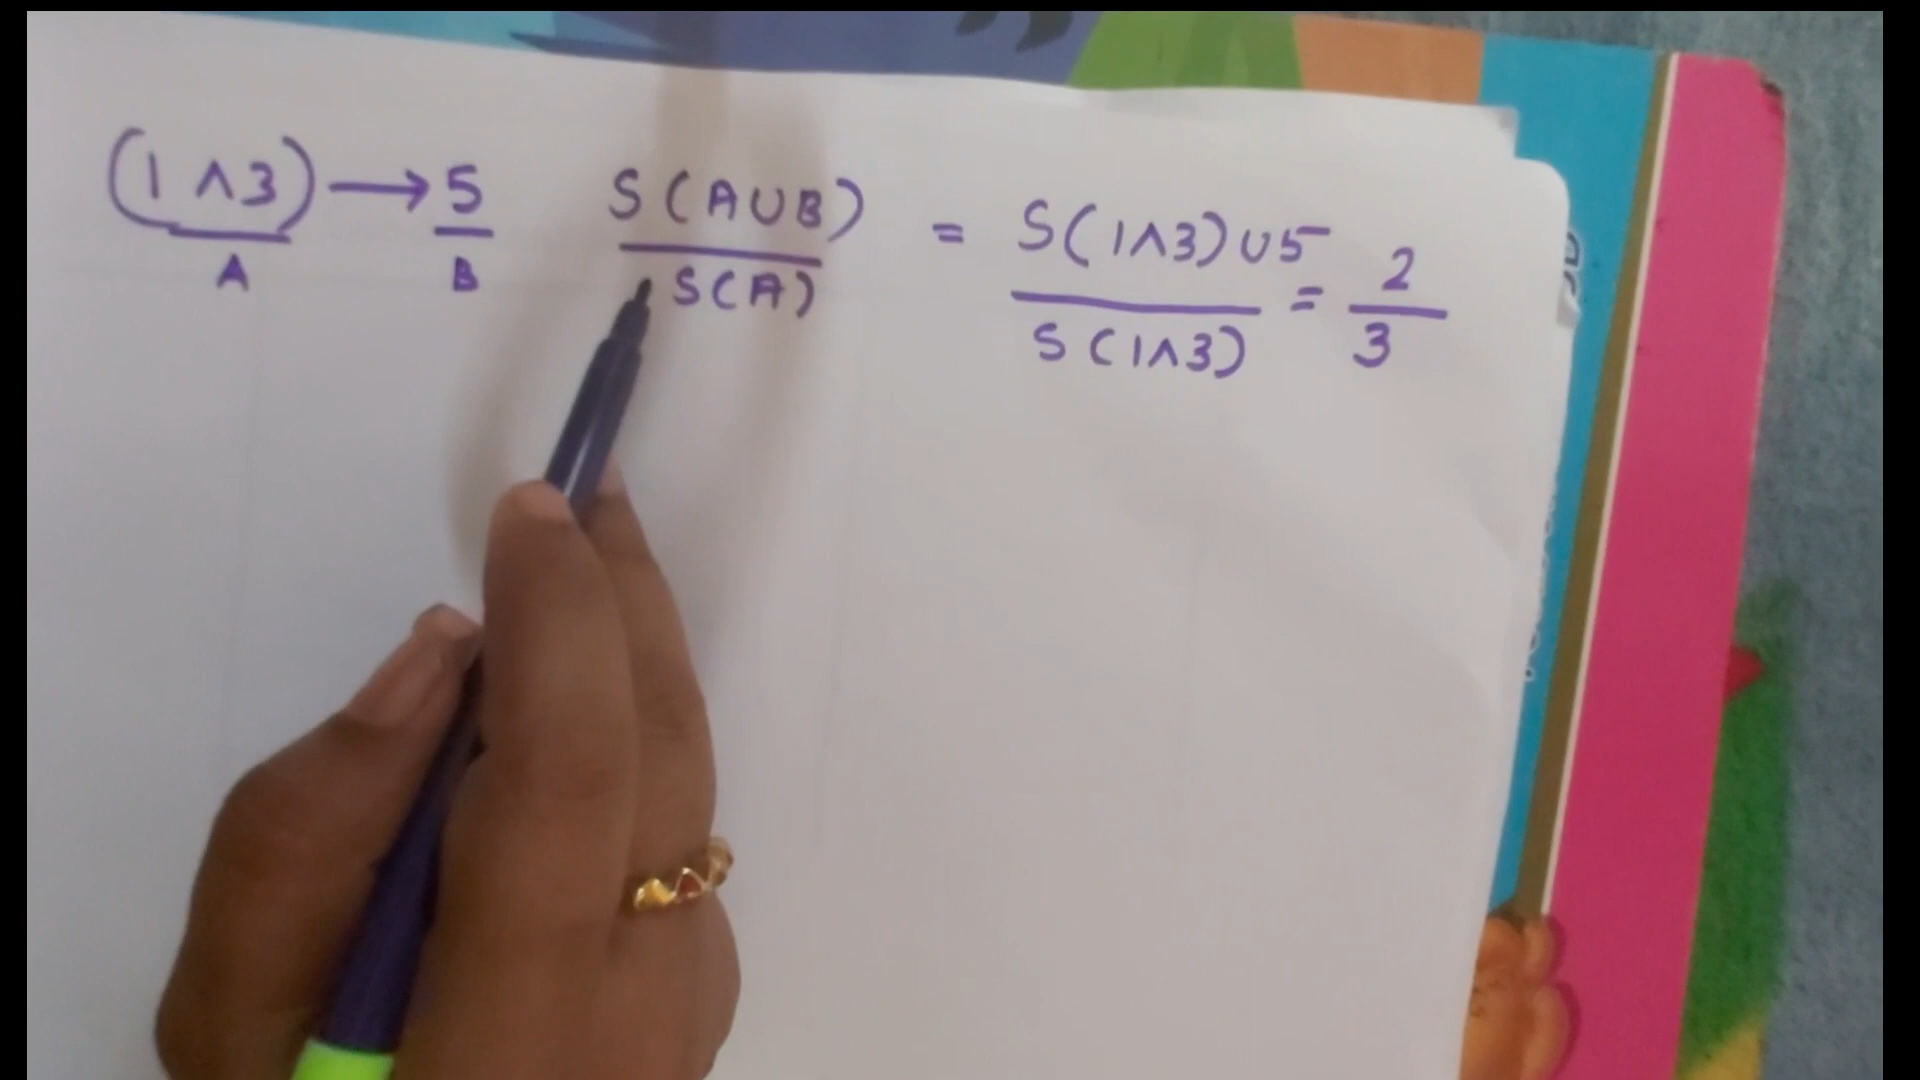 (1 ∧ 3) → 5 S(A∪B) = S(1∧3)∪5 = 2
A B S(A) S(1∧3) 3